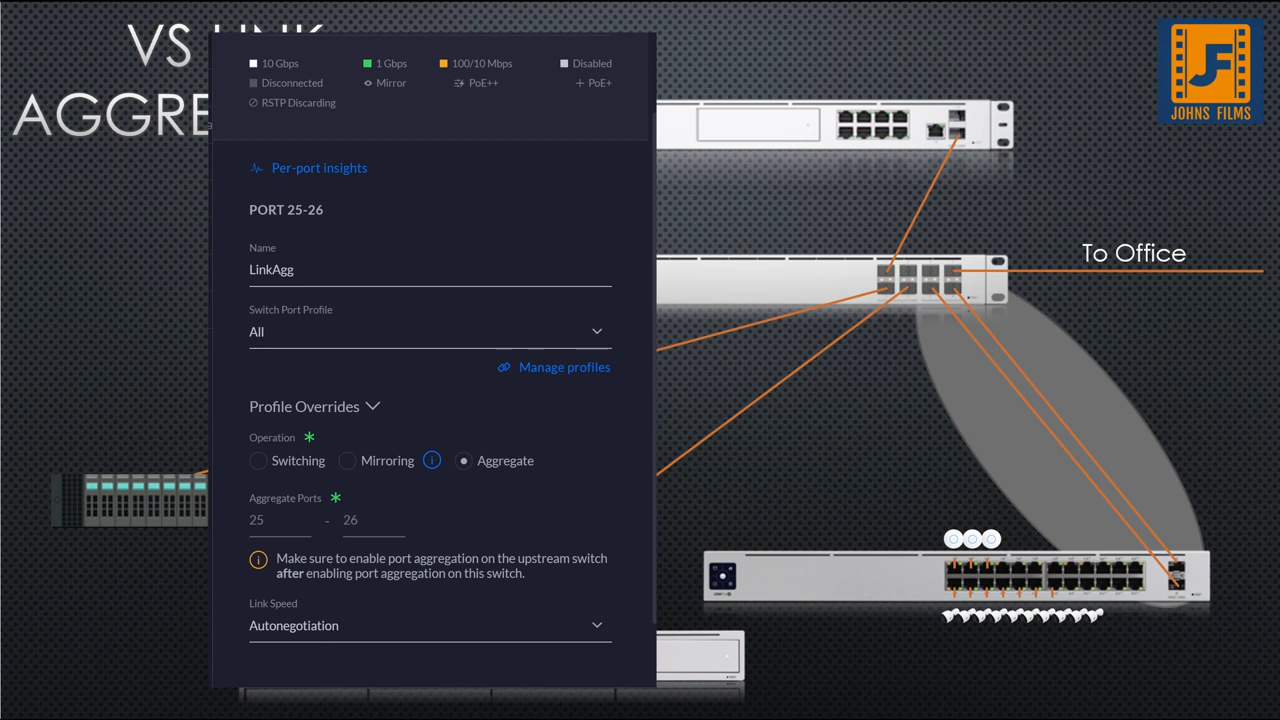 VS LINK
AGGRE
JOHNS FILMS
10 Gbps
1 Gbps
100/10 Mbps
Disabled
Disconnected
Mirror
PoE++
PoE+
RSTP Discarding
Per-port insights
PORT 25-26
Name
LinkAgg
Switch Port Profile
All
Manage profiles
Profile Overrides
Operation
Switching
Mirroring
Aggregate
Aggregate Ports
25 - 26
Make sure to enable port aggregation on the upstream switch
after enabling port aggregation on this switch.
Link Speed
Autonegotiation
To Office